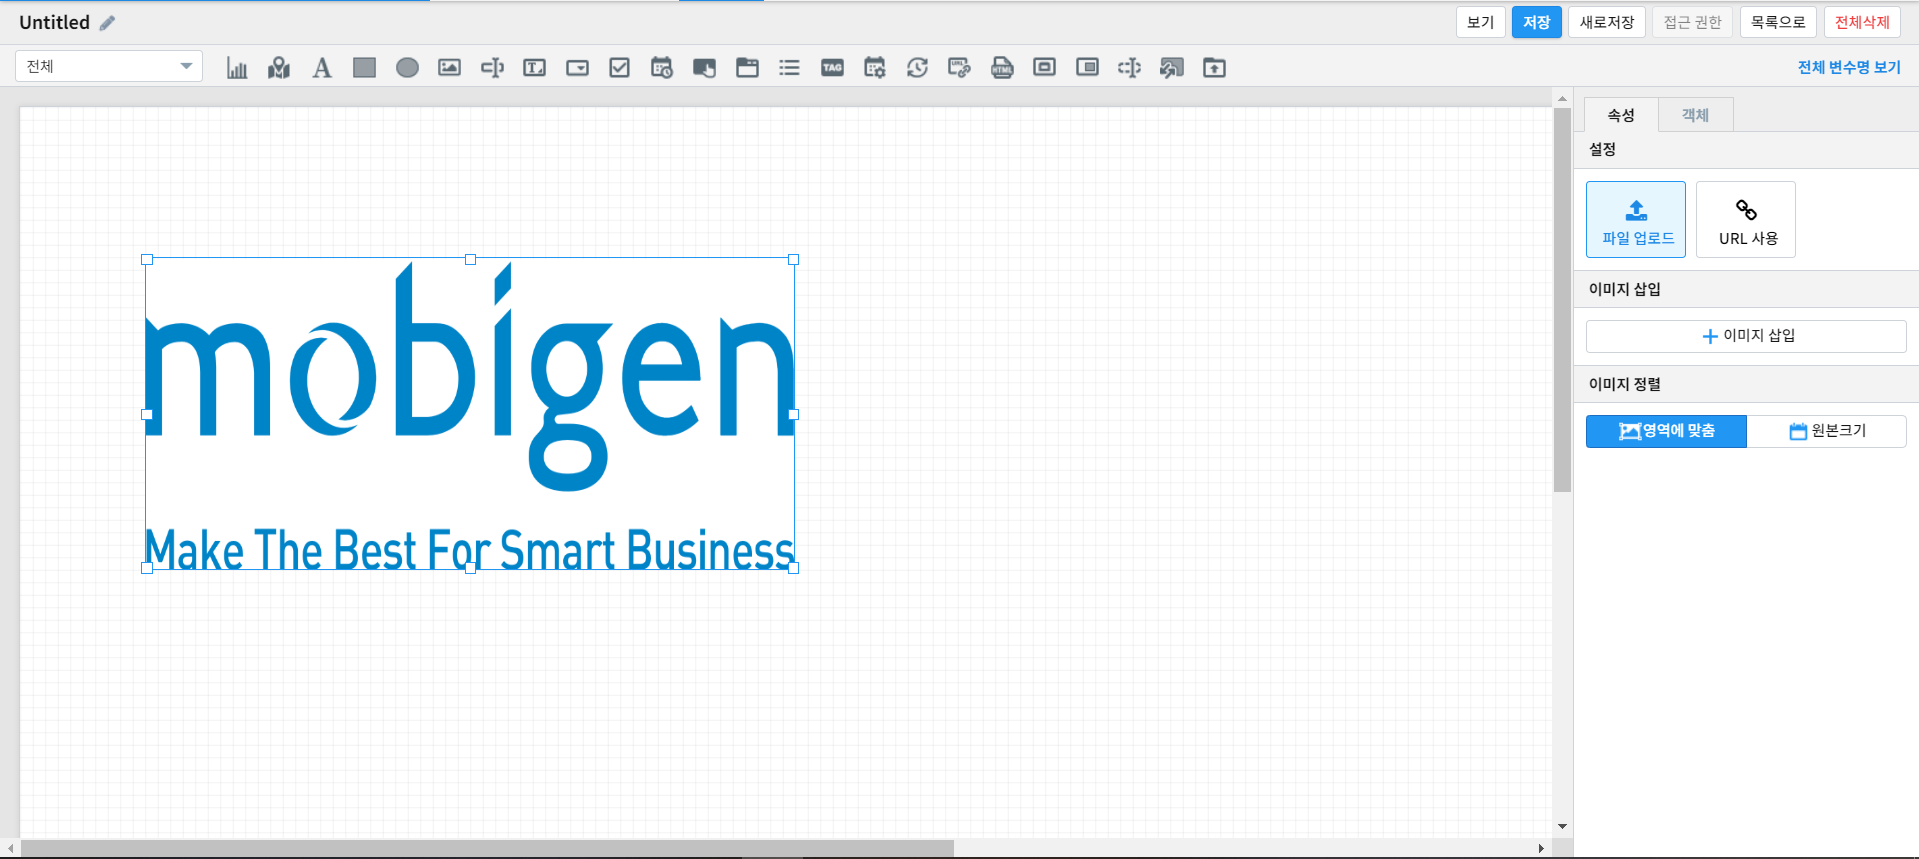 Untitled
보기
저장
새로저장
접근 권한
목록으로
전체삭제
전체
A
T
TAG
URL
HTML
전체 변수명 보기
속성
객체
설정
파일 업로드
URL 사용
이미지 삽입
이미지 삽입
이미지 정렬
영역에 맞춤
원본크기
mobigen
Make The Best For Smart Business